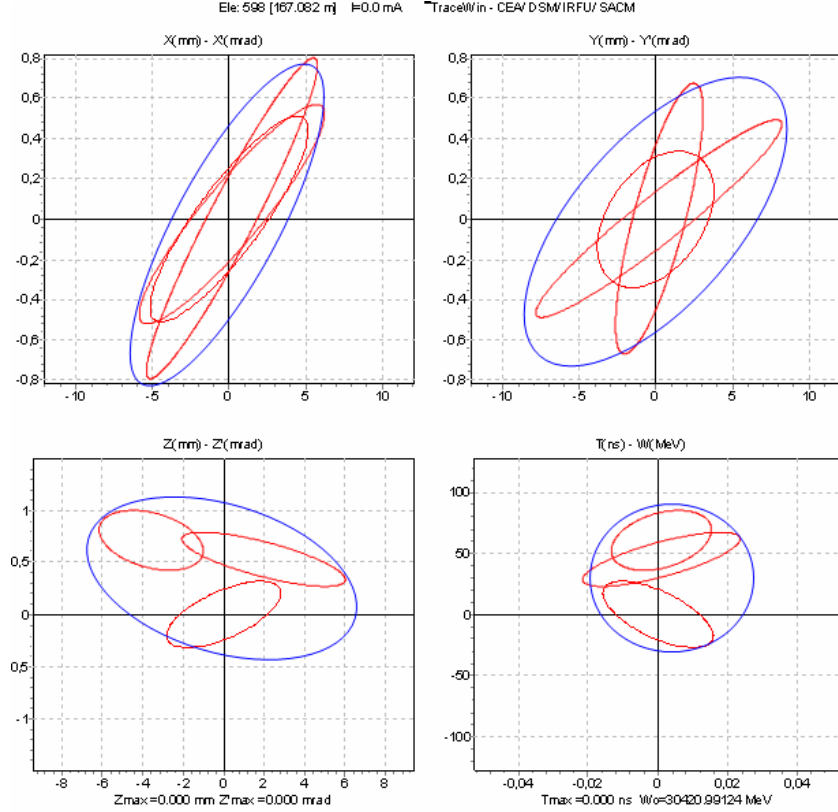 Ele: 598 [167.082 m] I=0.0 mA TraceWin - CEA/ DSM/ IRFU/ SACM
X(mm) - X'(mrad)
Y(mm) - Y'(mrad)
0,8
0,6
0,4
0,2
0
-0,2
-0,4
-0,6
-0,8
-10 -5 0 5 10
0,8
0,6
0,4
0,2
0
-0,2
-0,4
-0,6
-0,8
-10 -5 0 5 10
Z(mm) - Z'(mrad)
T(ns) - W(MeV)
1
0,5
0
0,5
-1
-8 -6 -4 -2 0 2 4 6 8
Zmax =0.000 mm Z'max =0.000 mrad
100
50
0
-50
-100
-0,04 -0,02 0 0,02 0,04
Tmax =0.000 ns Wo=30420.99124 MeV